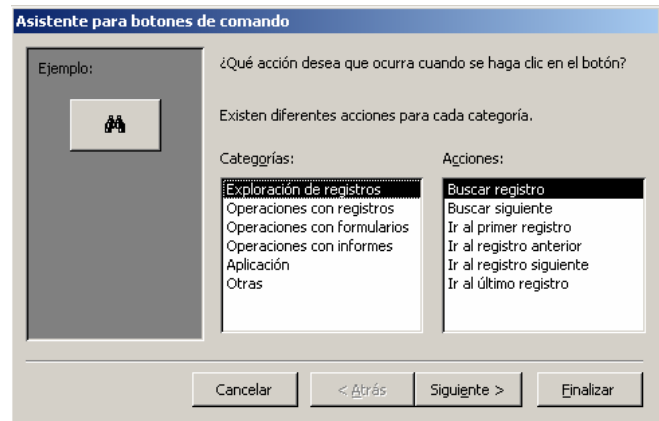 Asistente para botones de comando
Ejemplo:
¿Qué acción desea que ocurra cuando se haga clic en el botón?
Existen diferentes acciones para cada categoría.
Categorías:
Exploración de registros
Operaciones con registros
Operaciones con formularios
Operaciones con informes
Aplicación
Otras
Acciones:
Buscar registro
Buscar siguiente
Ir al primer registro
Ir al registro anterior
Ir al registro siguiente
Ir al último registro
Cancelar
< Atrás
Siguiente >
Finalizar